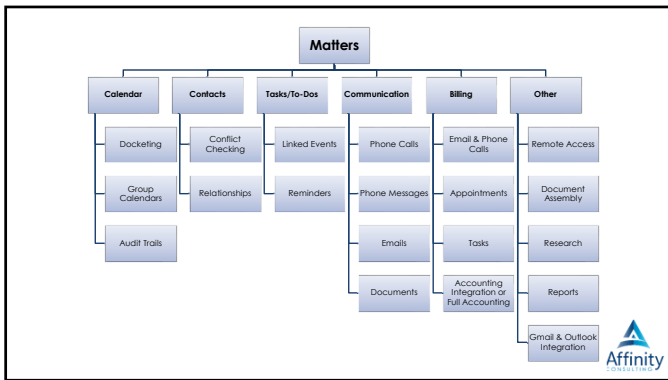 Matters
Calendar
Contacts
Tasks/To-Dos
Communication
Billing
Other
Docketing
Group
Calendars
Audit Trails
Conflict
Checking
Relationships
Linked Events
Reminders
Phone Calls
Phone Messages
Emails
Documents
Email & Phone
Calls
Appointments
Tasks
Accounting
Integration or
Full Accounting
Remote Access
Document
Assembly
Research
Reports
Gmail & Outlook
Integration
Affinity
CONSULTING